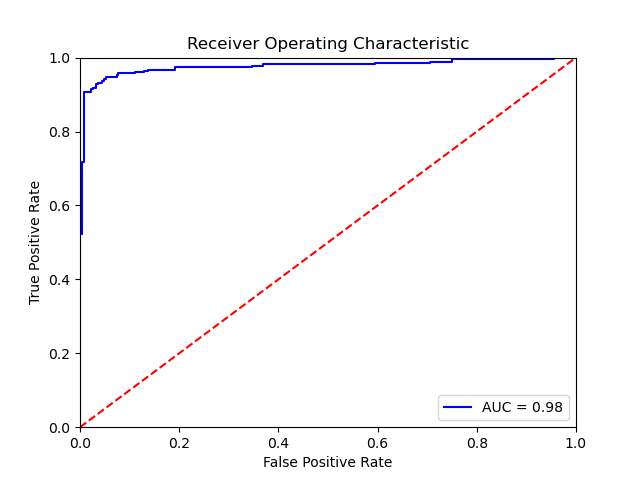 Receiver Operating Characteristic
True Positive Rate
1.0
0.8
0.6
0.4
0.2
0.0
AUC = 0.98
0.0 0.2 0.4 0.6 0.8 1.0
False Positive Rate